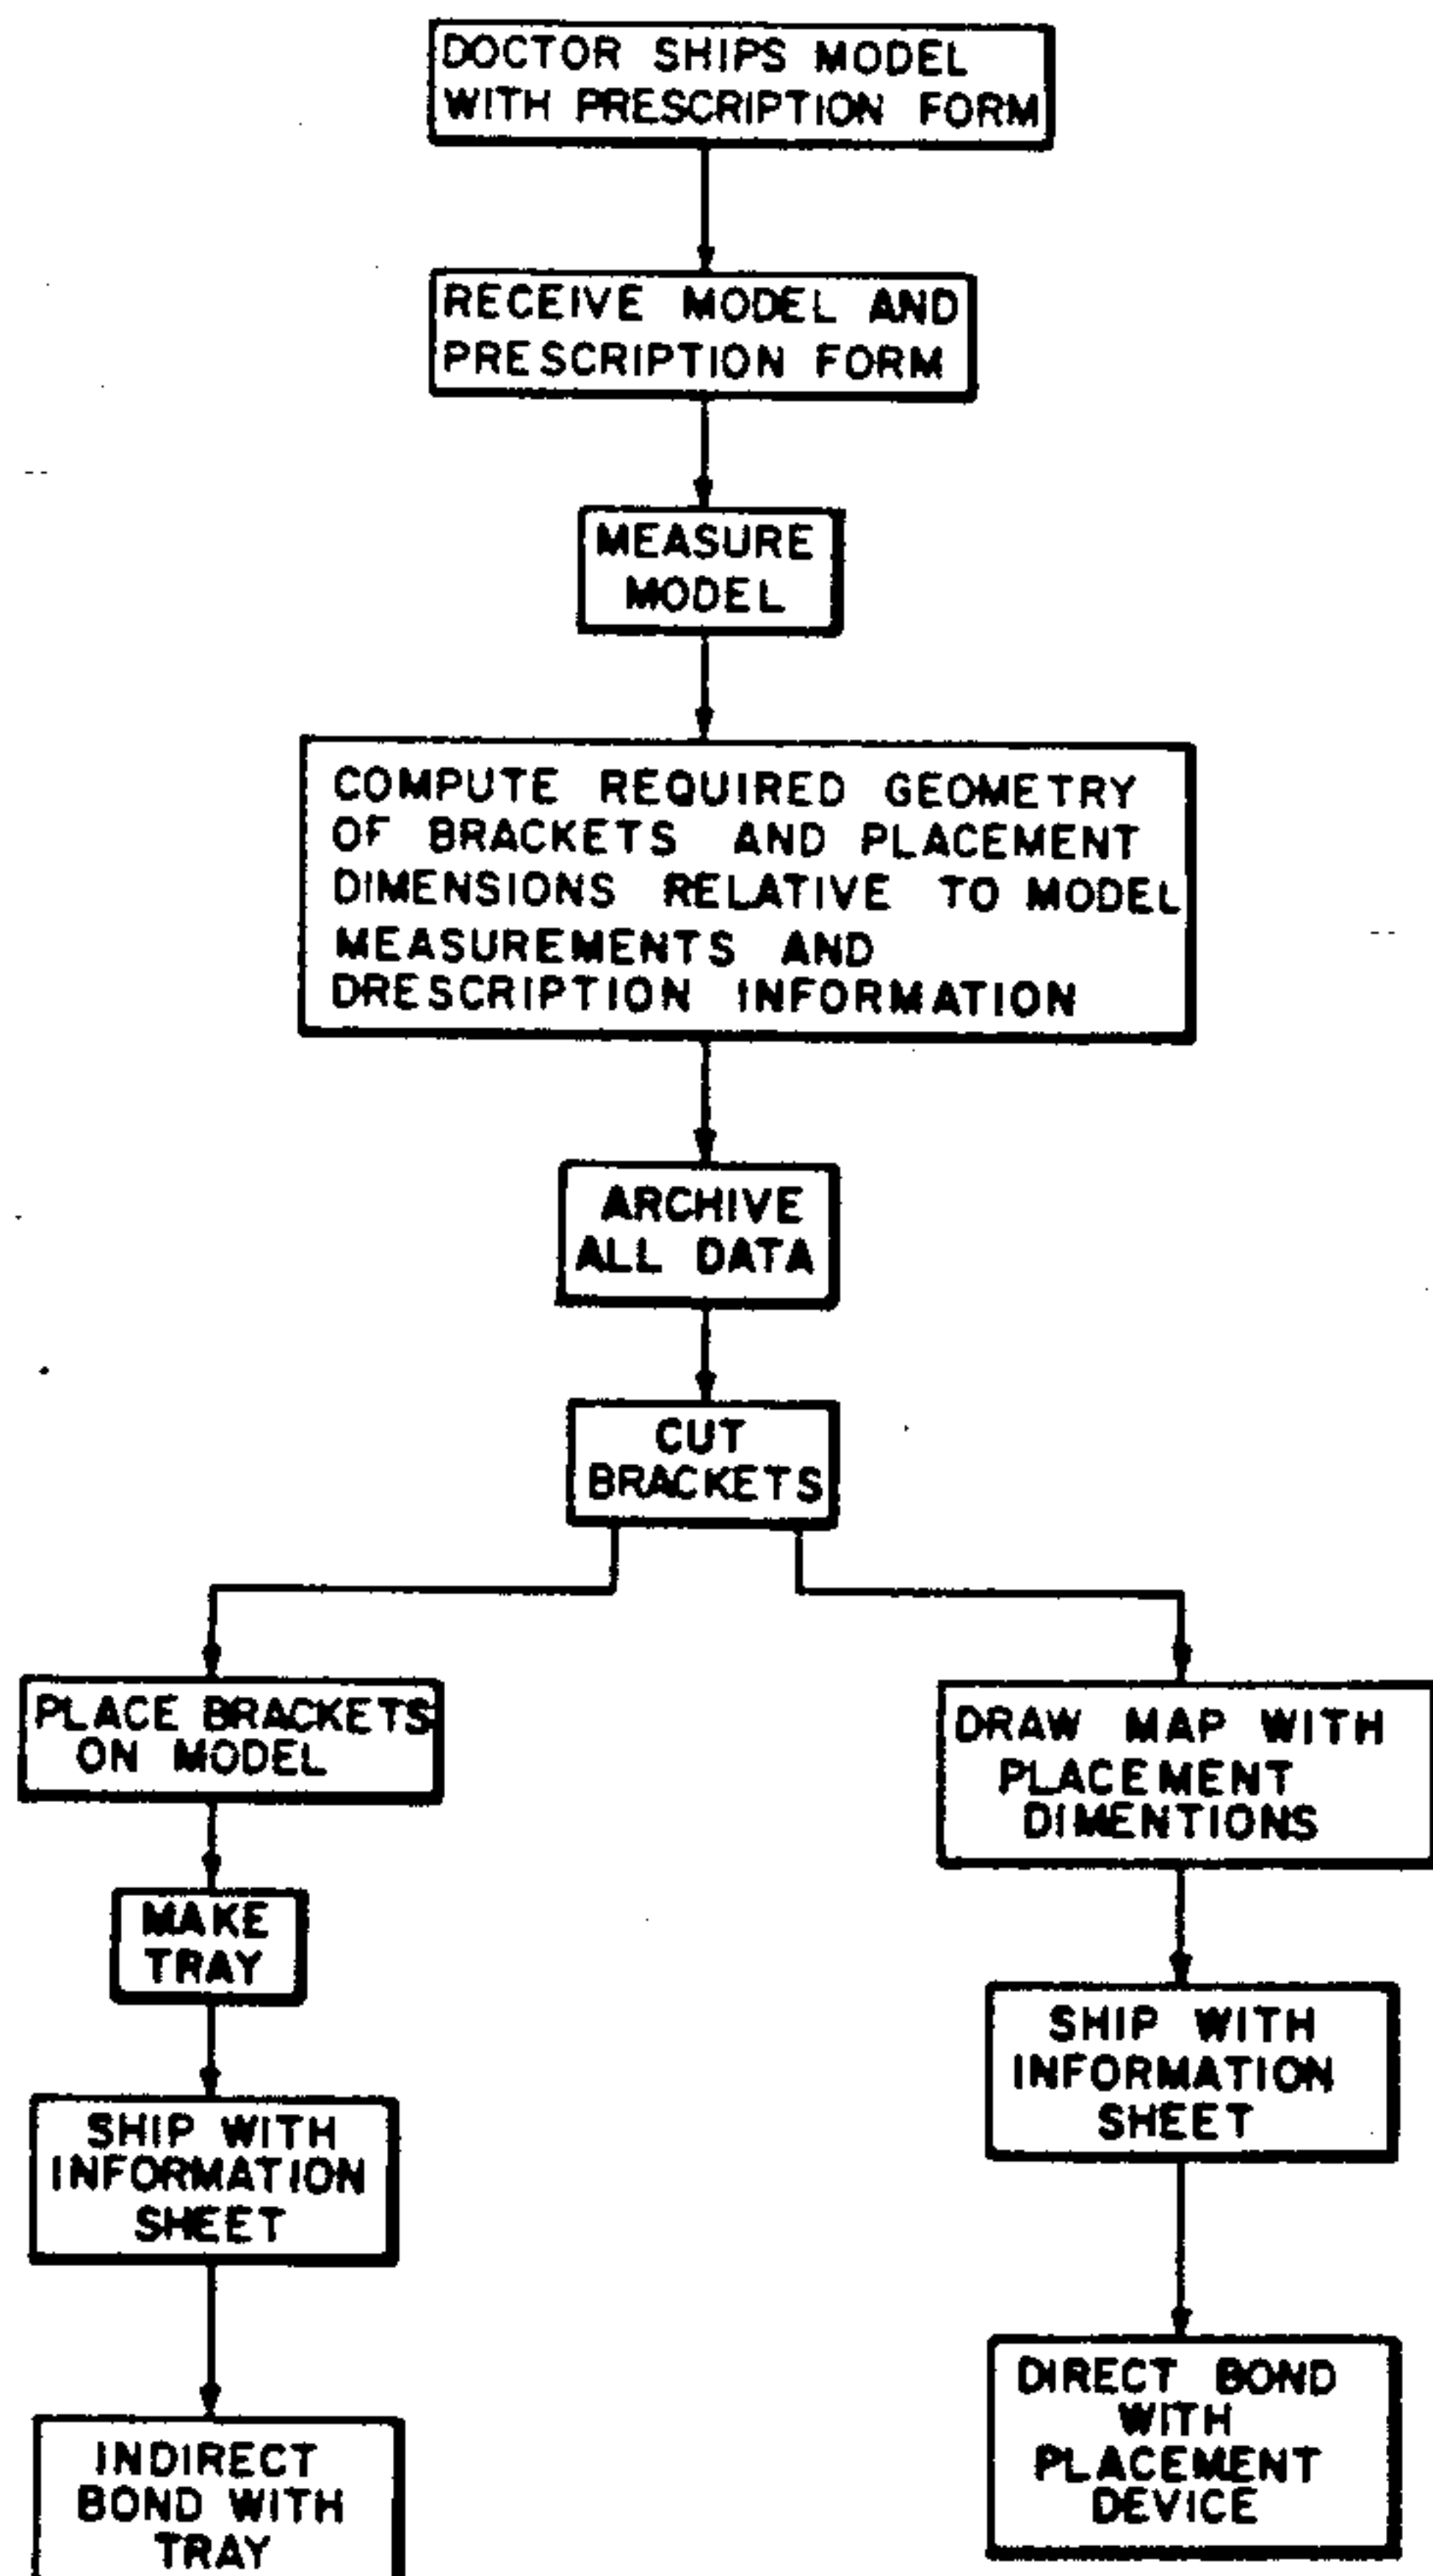 DOCTOR SHIPS MODEL
WITH PRESCRIPTION FORM
RECEIVE MODEL AND
PRESCRIPTION FORM
MEASURE
MODEL
COMPUTE REQUIRED GEOMETRY
OF BRACKETS AND PLACEMENT
DIMENSIONS RELATIVE TO MODEL
MEASUREMENTS AND
DRESCRIPTION INFORMATION
ARCHIVE
ALL DATA
CUT
BRACKETS
PLACE BRACKETS
ON MODEL
MAKE
TRAY
SHIP WITH
INFORMATION
SHEET
INDIRECT
BOND WITH
TRAY
DRAW MAP WITH
PLACEMENT
DIMENTIONS
SHIP WITH
INFORMATION
SHEET
DIRECT BOND
WITH
PLACEMENT
DEVICE